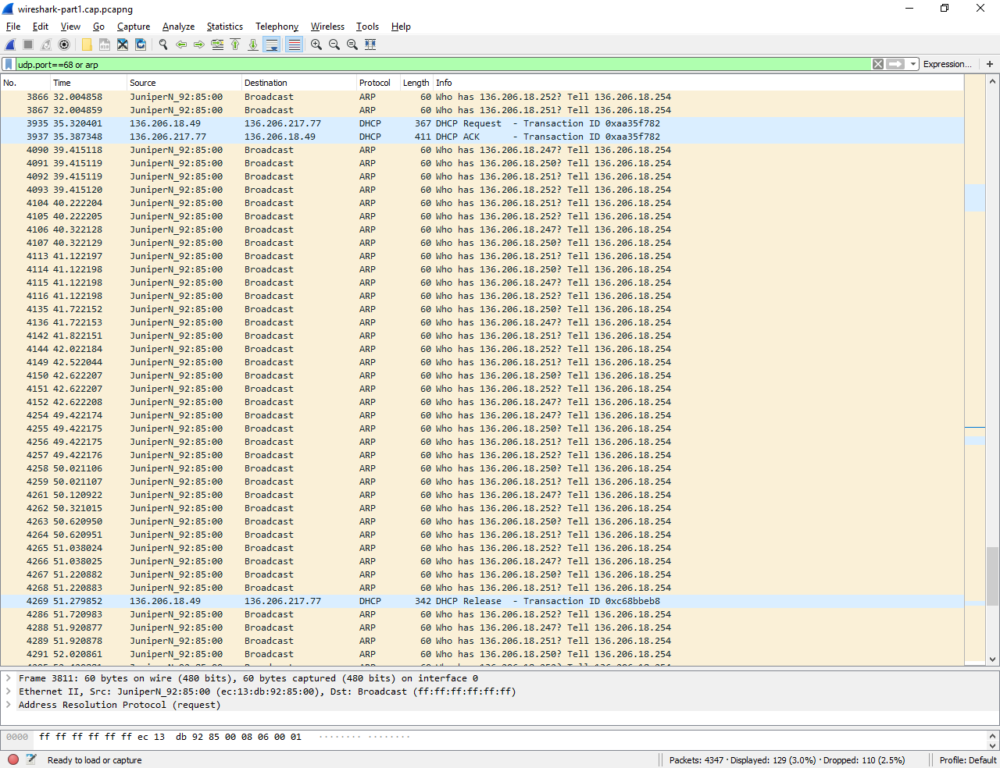 wireshark-part1.cap.pcapng
File Edit View Go Capture Analyze Statistics Telephony Wireless Tools Help
udp.port==68 or arp Expression... +
No. Time Source Destination Protocol Length Info
3866 32.004858 JuniperN_92:85:00 Broadcast ARP 60 Who has 136.206.18.252? Tell 136.206.18.254
3867 32.004859 JuniperN_92:85:00 Broadcast ARP 60 Who has 136.206.18.251? Tell 136.206.18.254
3935 35.320401 136.206.18.49 136.206.217.77 DHCP 367 DHCP Request - Transaction ID 0xaa35f782
3937 35.387348 136.206.217.77 136.206.18.49 DHCP 411 DHCP ACK - Transaction ID 0xaa35f782
4090 39.415118 JuniperN_92:85:00 Broadcast ARP 60 Who has 136.206.18.247? Tell 136.206.18.254
4091 39.415119 JuniperN_92:85:00 Broadcast ARP 60 Who has 136.206.18.250? Tell 136.206.18.254
4092 39.415119 JuniperN_92:85:00 Broadcast ARP 60 Who has 136.206.18.251? Tell 136.206.18.254
4093 39.415120 JuniperN_92:85:00 Broadcast ARP 60 Who has 136.206.18.252? Tell 136.206.18.254
4104 40.222204 JuniperN_92:85:00 Broadcast ARP 60 Who has 136.206.18.251? Tell 136.206.18.254
4105 40.222205 JuniperN_92:85:00 Broadcast ARP 60 Who has 136.206.18.252? Tell 136.206.18.254
4106 40.322128 JuniperN_92:85:00 Broadcast ARP 60 Who has 136.206.18.247? Tell 136.206.18.254
4107 40.322129 JuniperN_92:85:00 Broadcast ARP 60 Who has 136.206.18.250? Tell 136.206.18.254
4113 41.122197 JuniperN_92:85:00 Broadcast ARP 60 Who has 136.206.18.251? Tell 136.206.18.254
4114 41.122198 JuniperN_92:85:00 Broadcast ARP 60 Who has 136.206.18.250? Tell 136.206.18.254
4115 41.122198 JuniperN_92:85:00 Broadcast ARP 60 Who has 136.206.18.247? Tell 136.206.18.254
4116 41.122198 JuniperN_92:85:00 Broadcast ARP 60 Who has 136.206.18.252? Tell 136.206.18.254
4135 41.722152 JuniperN_92:85:00 Broadcast ARP 60 Who has 136.206.18.250? Tell 136.206.18.254
4136 41.722153 JuniperN_92:85:00 Broadcast ARP 60 Who has 136.206.18.247? Tell 136.206.18.254
4142 41.822151 JuniperN_92:85:00 Broadcast ARP 60 Who has 136.206.18.251? Tell 136.206.18.254
4144 42.022184 JuniperN_92:85:00 Broadcast ARP 60 Who has 136.206.18.252? Tell 136.206.18.254
4149 42.522044 JuniperN_92:85:00 Broadcast ARP 60 Who has 136.206.18.251? Tell 136.206.18.254
4150 42.622207 JuniperN_92:85:00 Broadcast ARP 60 Who has 136.206.18.250? Tell 136.206.18.254
4151 42.622207 JuniperN_92:85:00 Broadcast ARP 60 Who has 136.206.18.252? Tell 136.206.18.254
4152 42.622208 JuniperN_92:85:00 Broadcast ARP 60 Who has 136.206.18.247? Tell 136.206.18.254
4254 49.422174 JuniperN_92:85:00 Broadcast ARP 60 Who has 136.206.18.247? Tell 136.206.18.254
4255 49.422175 JuniperN_92:85:00 Broadcast ARP 60 Who has 136.206.18.250? Tell 136.206.18.254
4256 49.422175 JuniperN_92:85:00 Broadcast ARP 60 Who has 136.206.18.251? Tell 136.206.18.254
4257 49.422176 JuniperN_92:85:00 Broadcast ARP 60 Who has 136.206.18.252? Tell 136.206.18.254
4258 50.021106 JuniperN_92:85:00 Broadcast ARP 60 Who has 136.206.18.250? Tell 136.206.18.254
4259 50.021107 JuniperN_92:85:00 Broadcast ARP 60 Who has 136.206.18.251? Tell 136.206.18.254
4261 50.120922 JuniperN_92:85:00 Broadcast ARP 60 Who has 136.206.18.247? Tell 136.206.18.254
4262 50.321015 JuniperN_92:85:00 Broadcast ARP 60 Who has 136.206.18.252? Tell 136.206.18.254
4263 50.620950 JuniperN_92:85:00 Broadcast ARP 60 Who has 136.206.18.250? Tell 136.206.18.254
4264 50.620951 JuniperN_92:85:00 Broadcast ARP 60 Who has 136.206.18.251? Tell 136.206.18.254
4265 51.038024 JuniperN_92:85:00 Broadcast ARP 60 Who has 136.206.18.252? Tell 136.206.18.254
4266 51.038025 JuniperN_92:85:00 Broadcast ARP 60 Who has 136.206.18.247? Tell 136.206.18.254
4267 51.220882 JuniperN_92:85:00 Broadcast ARP 60 Who has 136.206.18.250? Tell 136.206.18.254
4268 51.220883 JuniperN_92:85:00 Broadcast ARP 60 Who has 136.206.18.251? Tell 136.206.18.254
4269 51.279852 136.206.18.49 136.206.217.77 DHCP 342 DHCP Release - Transaction ID 0xc68bbeb8
4286 51.720983 JuniperN_92:85:00 Broadcast ARP 60 Who has 136.206.18.252? Tell 136.206.18.254
4288 51.920877 JuniperN_92:85:00 Broadcast ARP 60 Who has 136.206.18.247? Tell 136.206.18.254
4289 51.920878 JuniperN_92:85:00 Broadcast ARP 60 Who has 136.206.18.251? Tell 136.206.18.254
4291 52.020861 JuniperN_92:85:00 Broadcast ARP 60 Who has 136.206.18.250? Tell 136.206.18.254
Frame 3811: 60 bytes on wire (480 bits), 60 bytes captured (480 bits) on interface 0
Ethernet II, Src: JuniperN_92:85:00 (ec:13:db:92:85:00), Dst: Broadcast (ff:ff:ff:ff:ff:ff)
Address Resolution Protocol (request)
0000 ff ff ff ff ff ff ec 13 db 92 85 00 08 06 00 01 ········ ········
Ready to load or capture Packets: 4347 · Displayed: 129 (3.0%) · Dropped: 110 (2.5%) Profile: Default